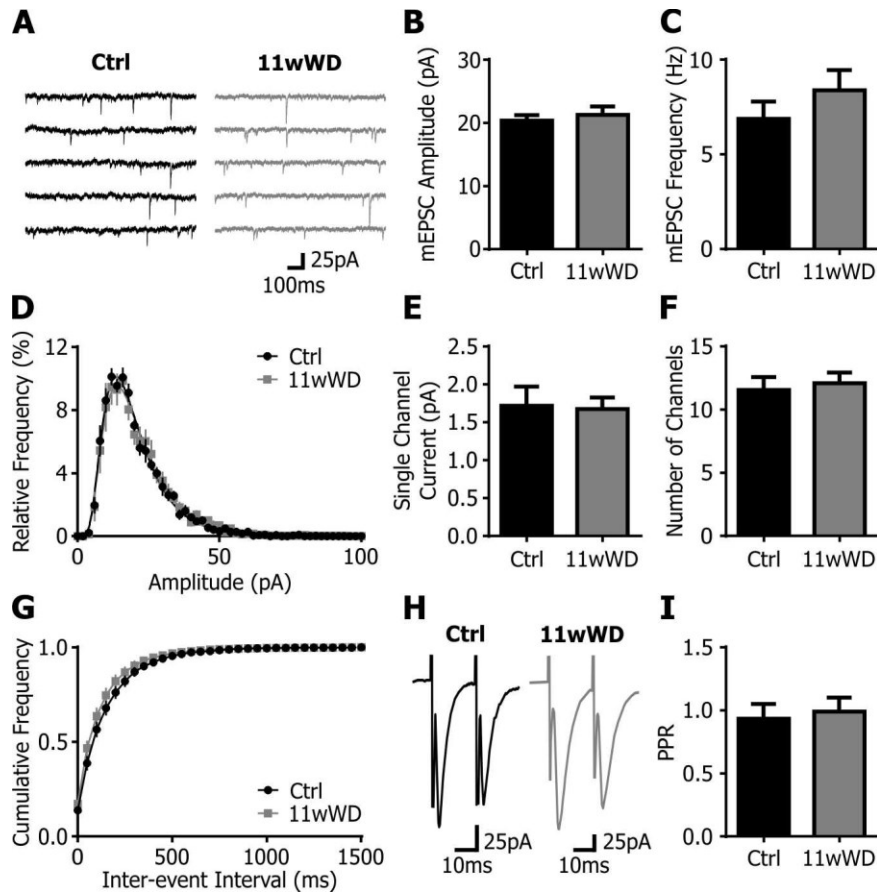 A
Ctrl
11wWD
25pA
100ms
B
mEPSC Amplitude (pA)
30
20
10
0
Ctrl
11wWD
C
mEPSC Frequency (Hz)
10
5
0
Ctrl
11wWD
D
Relative Frequency (%)
12
8
4
0
Ctrl
11wWD
0
50
100
Amplitude (pA)
E
Single Channel
Current (pA)
2.5
2.0
1.5
1.0
0.5
0.0
Ctrl
11wWD
F
Number of Channels
15
10
5
0
Ctrl
11wWD
G
Cumulative Frequency
1.0
0.5
0.0
Ctrl
11wWD
0
500
1000
1500
Inter-event Interval (ms)
H
Ctrl
11wWD
25pA
10ms
25pA
10ms
I
PPR
1.5
1.0
0.5
0.0
Ctrl
11wWD